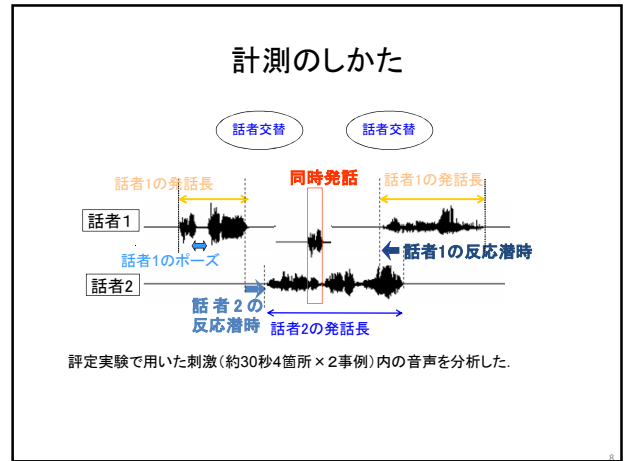 計測のしかた
話者交替
話者交替
話者1の発話長
同時発話
話者1の発話長
話者1
話者1の反応潜時
話者1のポーズ
話者2
話者2の
反応潜時
話者2の発話長
評定実験で用いた刺激(約30秒4箇所×2事例)内の音声を分析した.
8